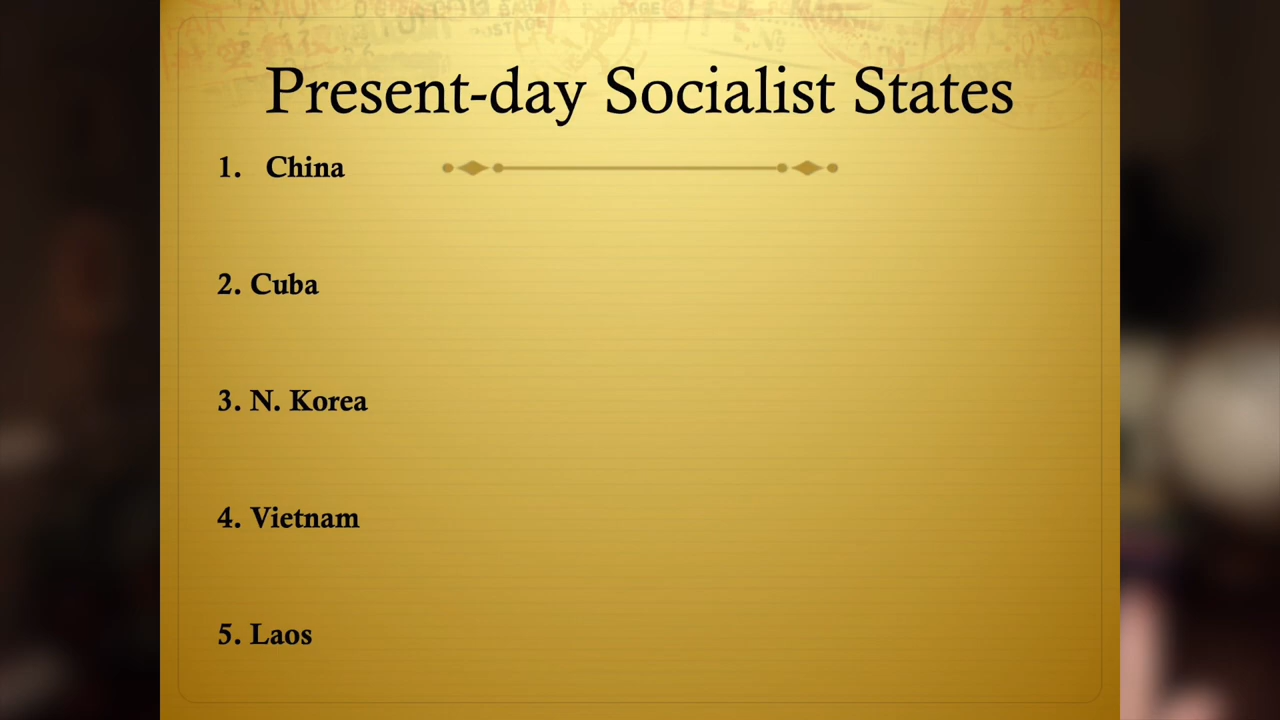 Present-day Socialist States
1. China
2. Cuba
3. N. Korea
4. Vietnam
5. Laos